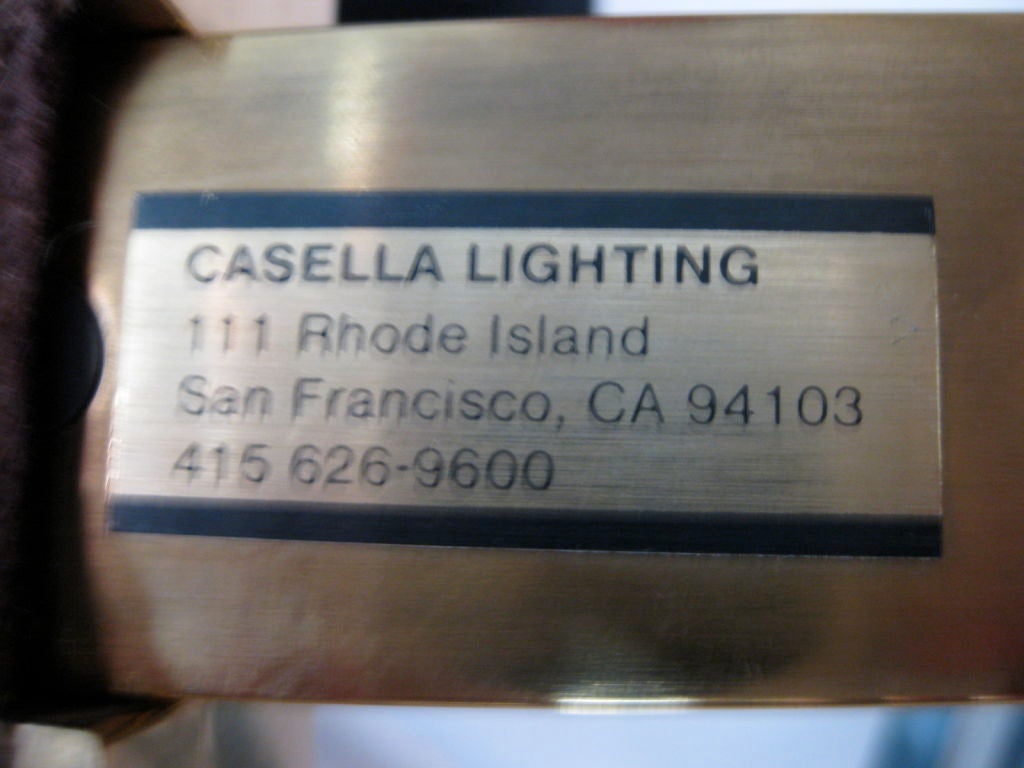 CASELLA LIGHTING
111 Rhode Island
San Francisco, CA 94103
415 626-9600